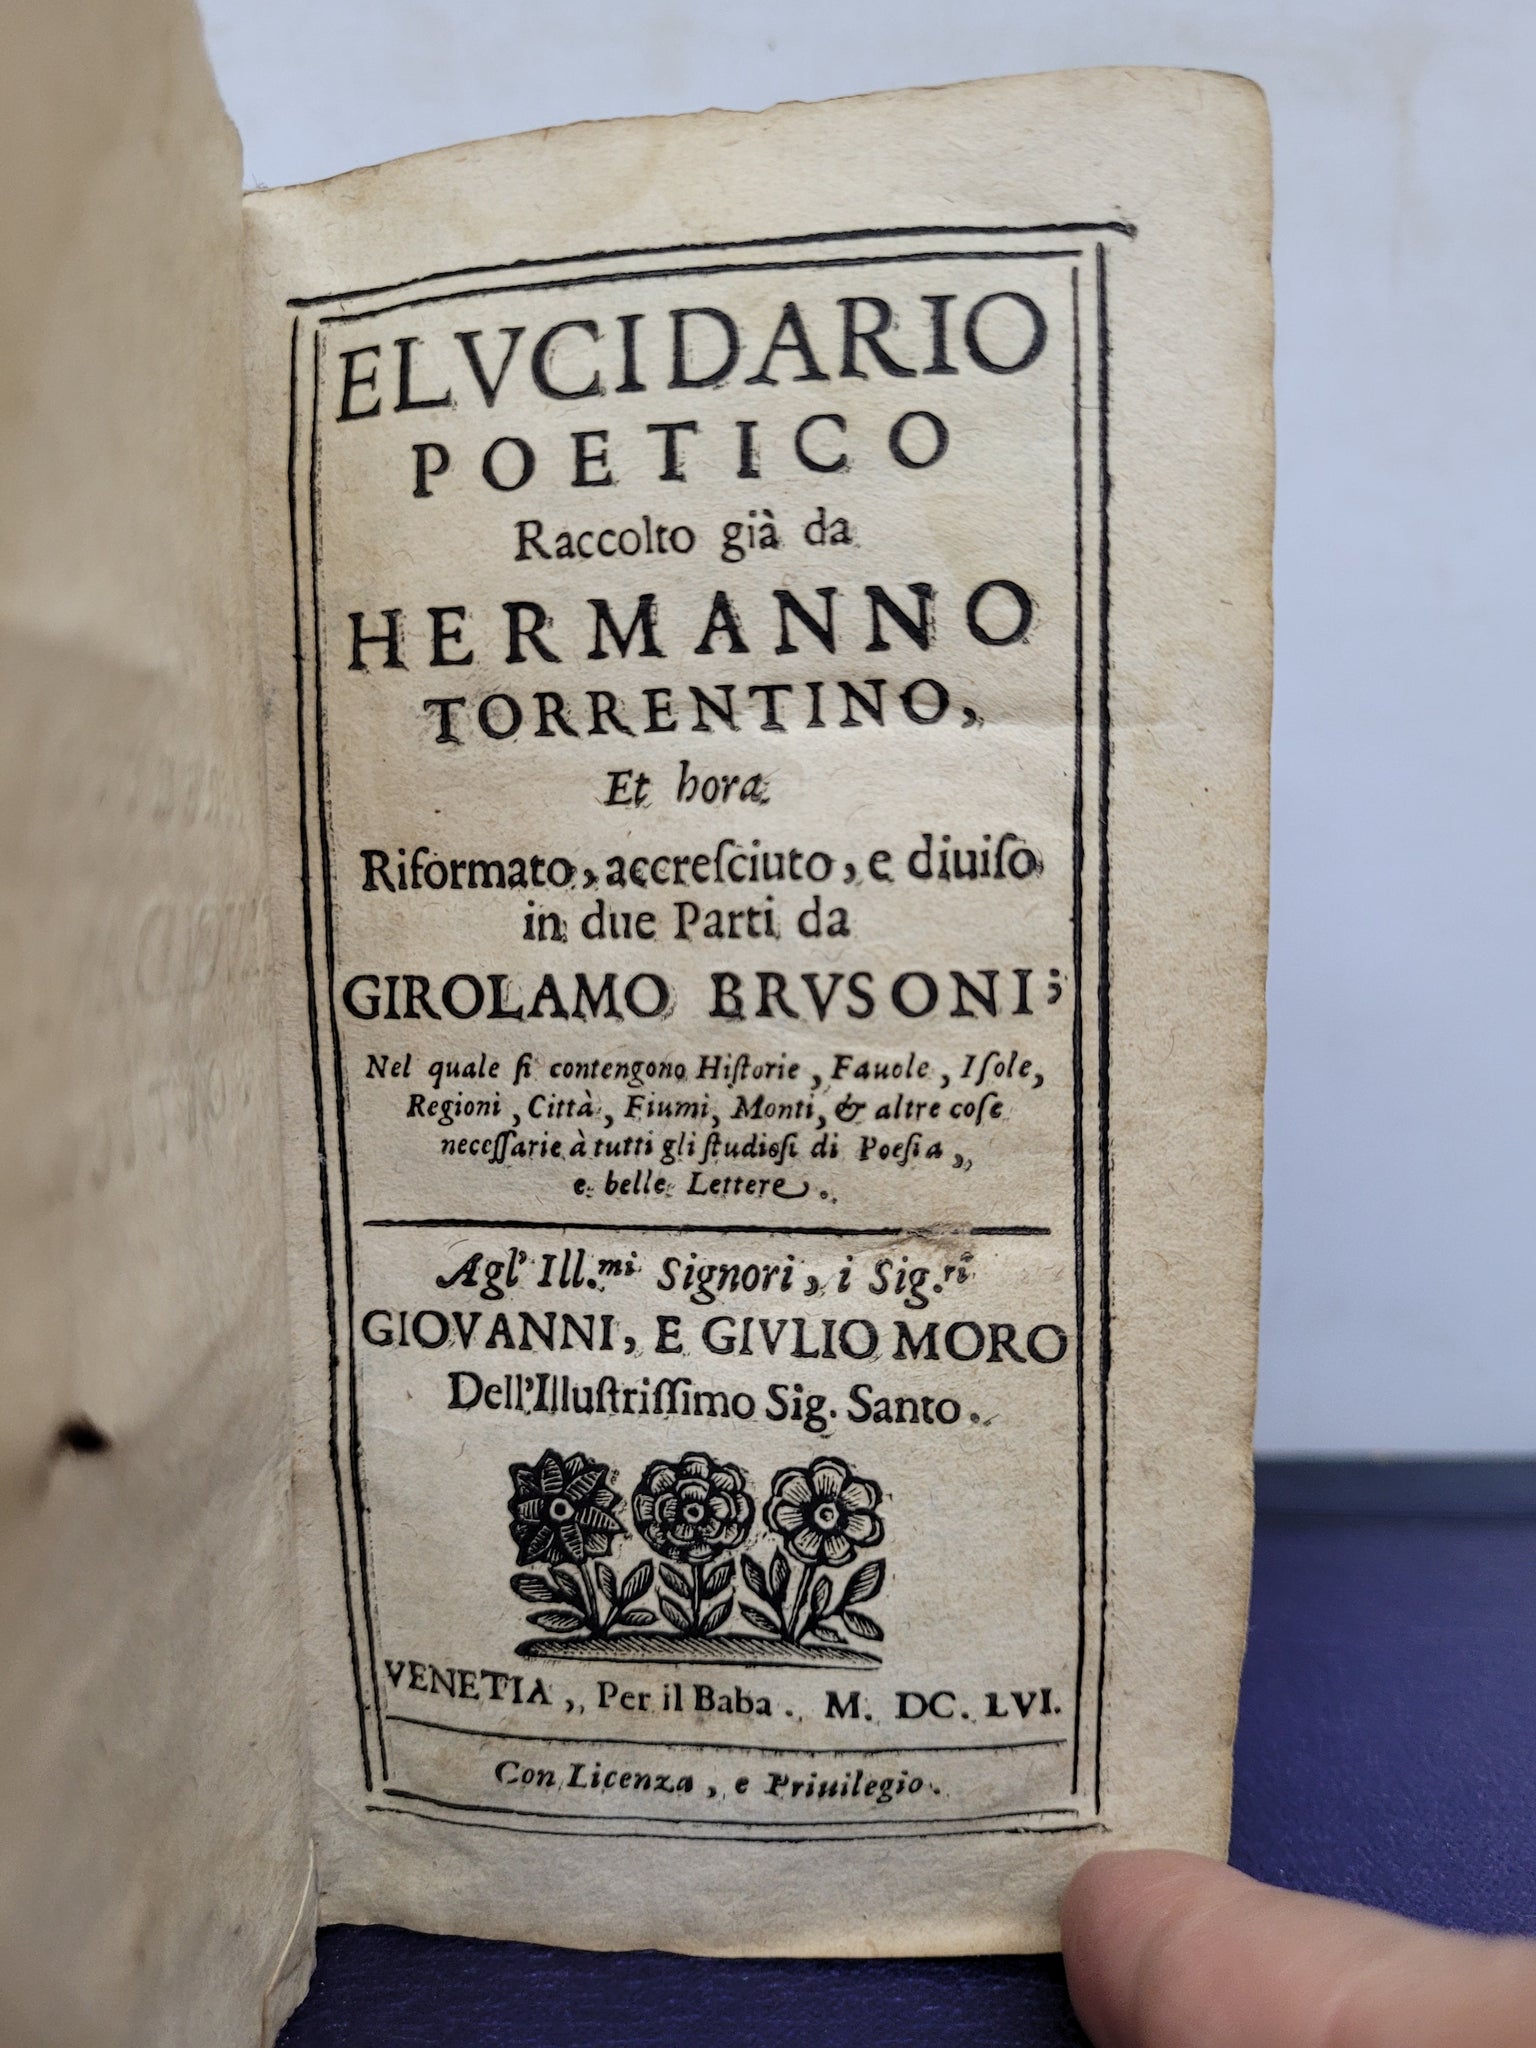 ELVCIDARIO
POETICO
Raccolto già da
HERMANNO
TORRENTINO,
Et hora
Riformato, accreſciuto, e diuiſo
in due Parti da
GIROLAMO BRVSONI;
Nel quale ſi contengono Hiſtorie, Fauole, Iſole,
Regioni, Città, Fiumi, Monti, & altre coſe
neceſſarie à tutti gli ſtudioſi di Poeſia,
e belle Lettere.
Agl' Ill.mi Signori, i Sig.ri
GIOVANNI, E GIVLIO MORO
Dell'Illuſtriſſimo Sig. Santo.
VENETIA, Per il Baba. M. DC. LVI.
Con Licenza, e Priuilegio.